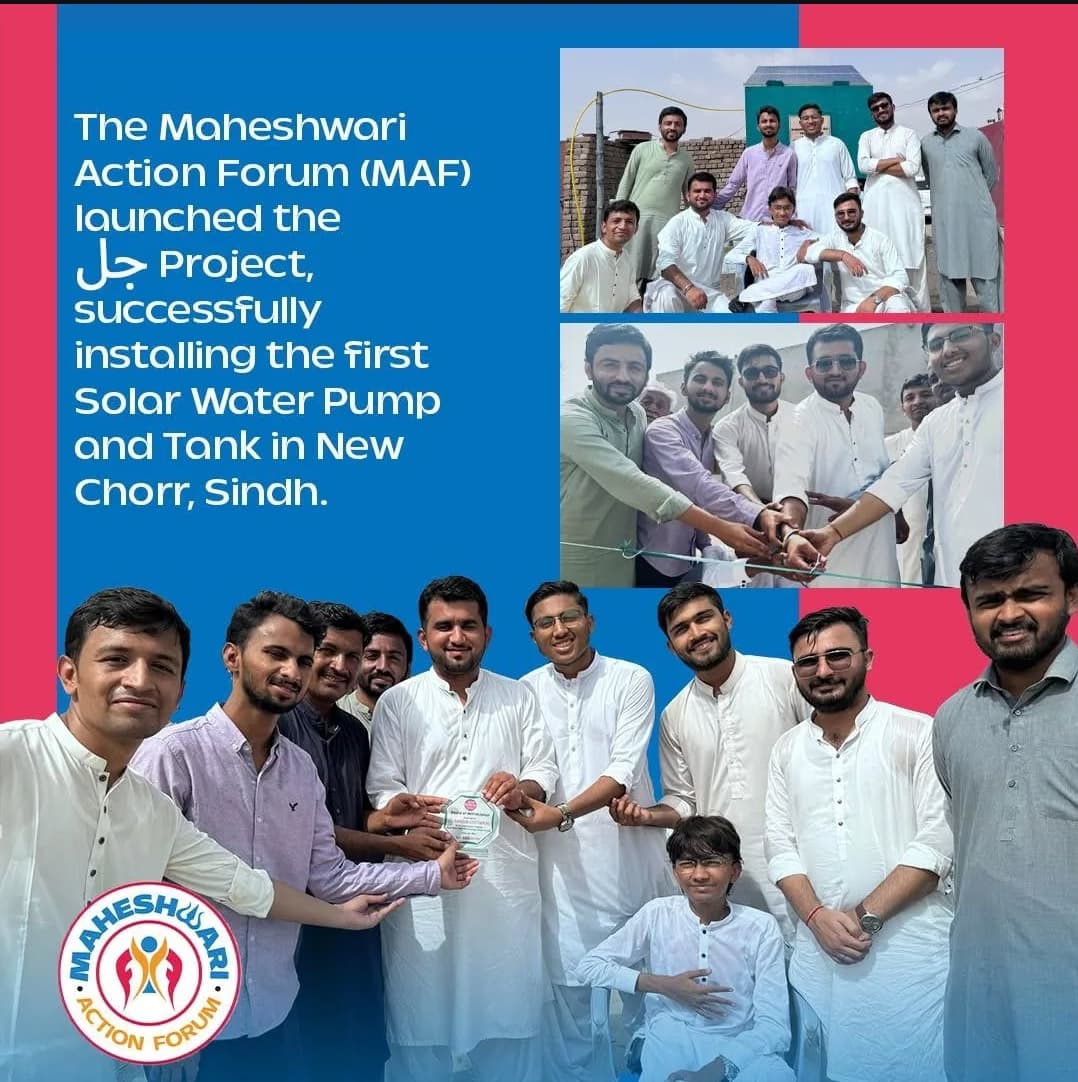 The Maheshwari
Action Forum (MAF)
launched the
جل Project,
successfully
installing the first
Solar Water Pump
and Tank in New
Chorr, Sindh.
MAHESHWARI
ACTION FORUM